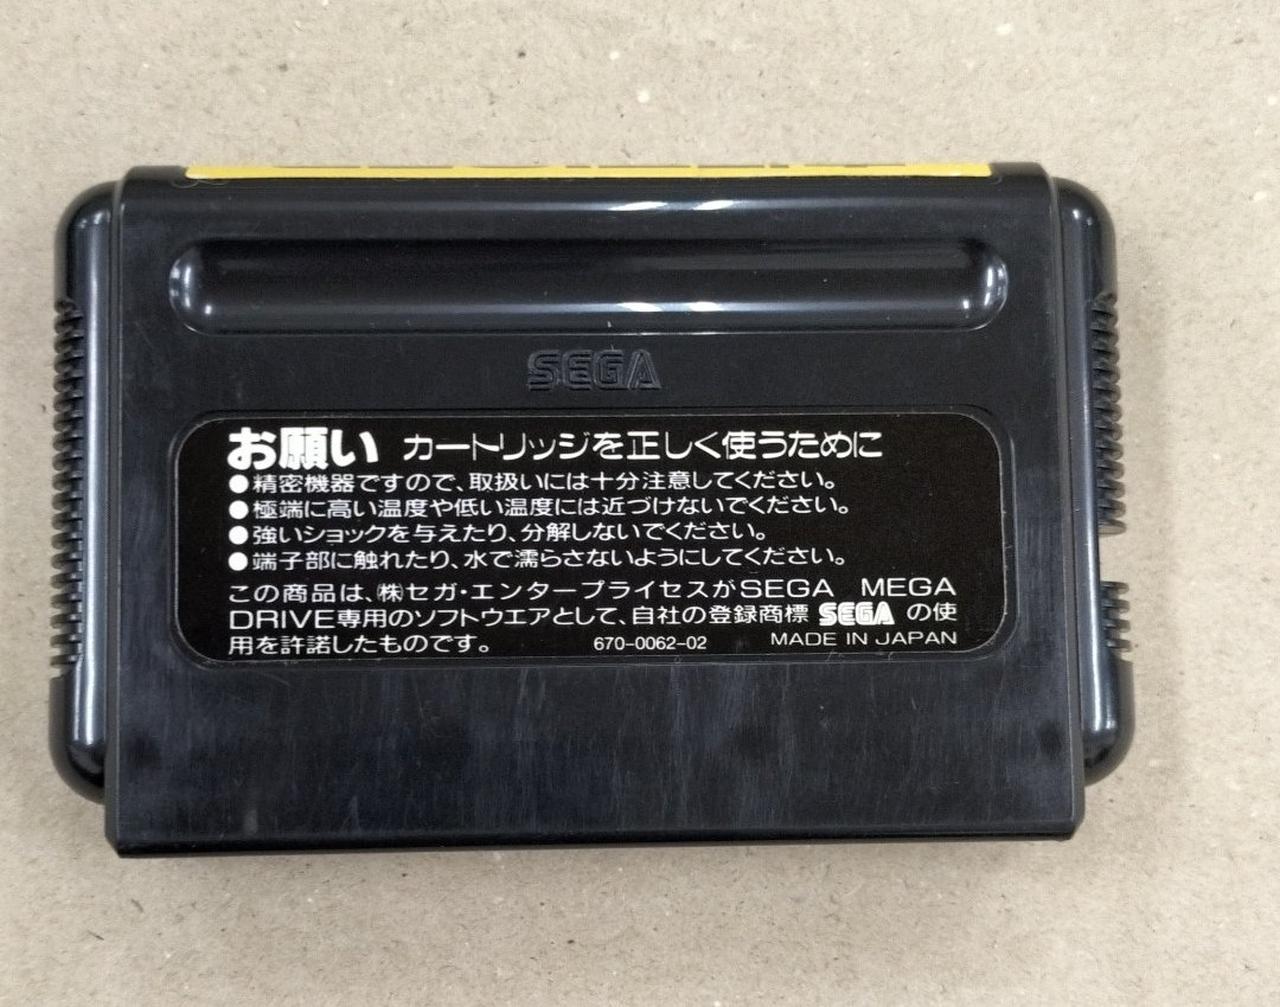 SEGA
お願い カートリッジを正しく使うために
●精密機器ですので、取扱いには十分注意してください。
●極端に高い温度や低い温度には近づけないでください。
●強いショックを与えたり、分解しないでください。
●端子部に触れたり、水で濡らさないようにしてください。
この商品は、㈱セガ・エンタープライセスがSEGA MEGA
DRIVE専用のソフトウエアとして、自社の登録商標 SEGA の使
用を許諾したものです。 670-0062-02 MADE IN JAPAN